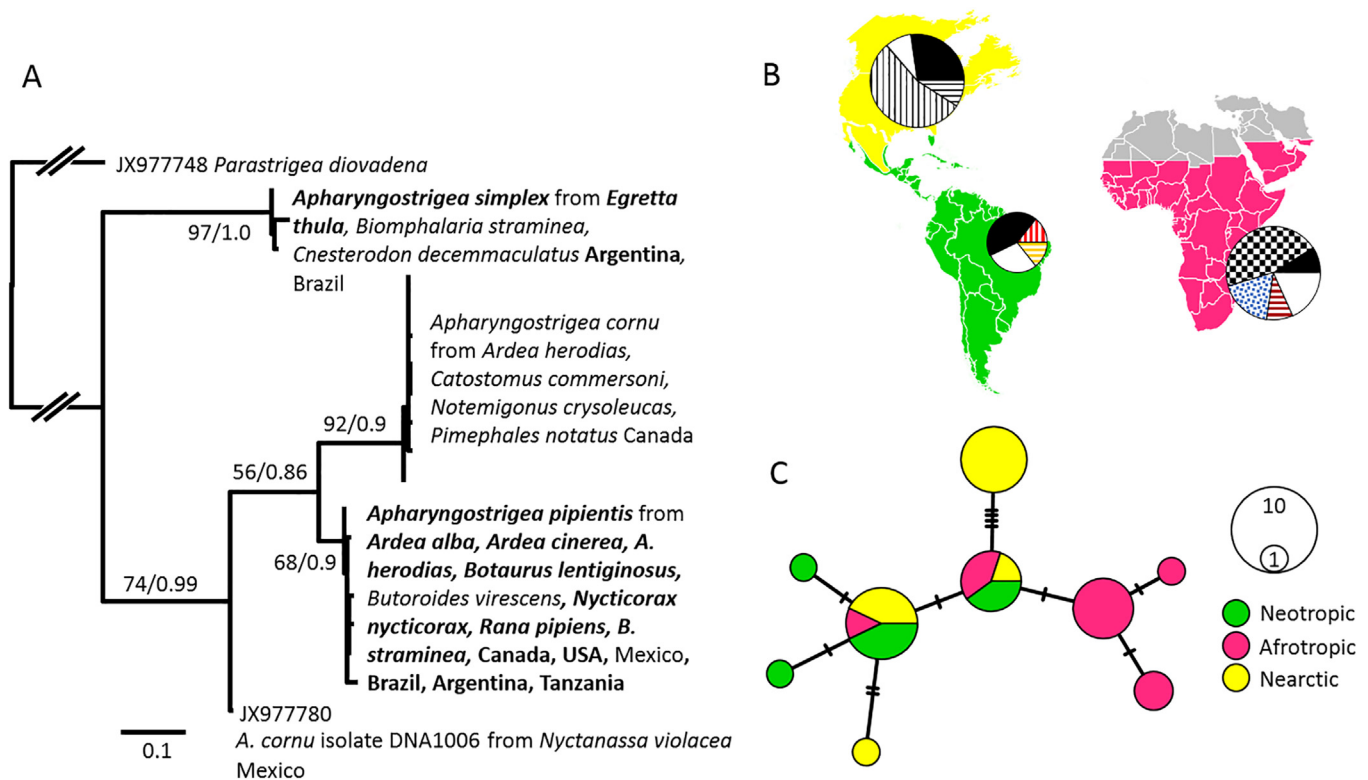 A
JX977748 Parastrigea diovadena
Apharyngostrigea simplex from Egretta
thula, Biomphalaria straminea,
Cnesterodon decemmaculatus Argentina,
Brazil
97/1.0
Apharyngostrigea cornu
from Ardea herodias,
Catostomus commersoni,
Notemigonus crysoleucas,
Pimephales notatus Canada
92/0.9
56/0.86
Apharyngostrigea pipientis from
Ardea alba, Ardea cinerea, A.
herodias, Botaurus lentiginosus,
Butoroides virescens, Nycticorax
nycticorax, Rana pipiens, B.
straminea, Canada, USA, Mexico,
Brazil, Argentina, Tanzania
68/0.9
74/0.99
JX977780
A. cornu isolate DNA1006 from Nyctanassa violacea
Mexico
0.1
B
C
10
1
Neotropic
Afrotropic
Nearctic